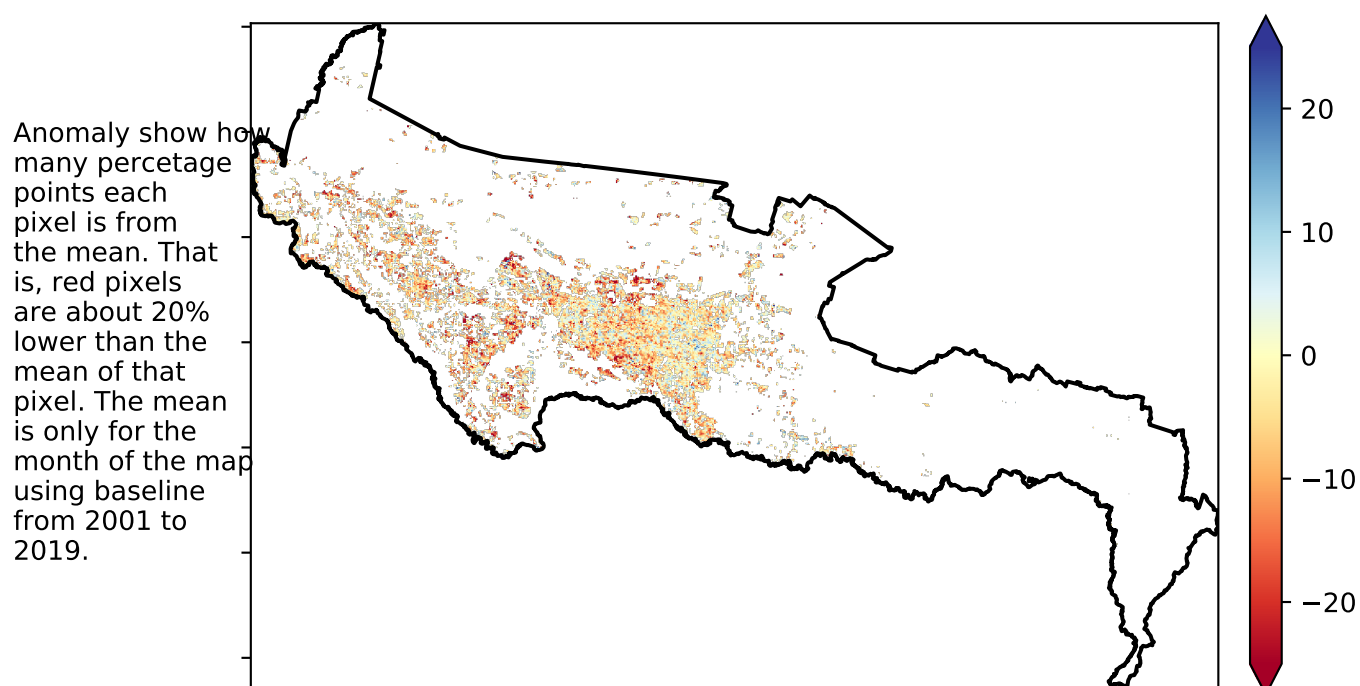 Anomaly show how
many percetage
points each
pixel is from
the mean. That
is, red pixels
are about 20%
lower than the
mean of that
pixel. The mean
is only for the
month of the map
using baseline
from 2001 to
2019.
20
10
0
−10
−20